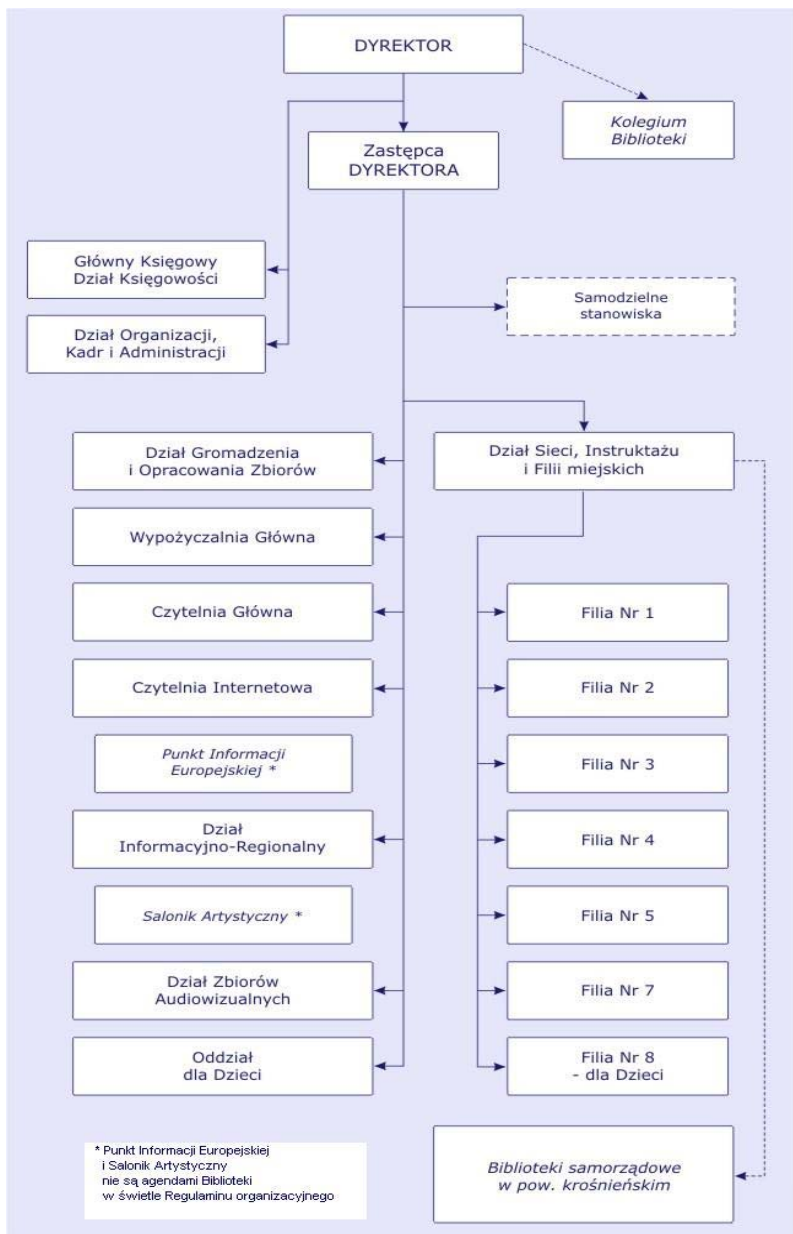 DYREKTOR
Kolegium
Biblioteki
Zastępca
DYREKTORA
Główny Księgowy
Dział Księgowości
Samodzielne
stanowiska
Dział Organizacji,
Kadr i Administracji
Dział Gromadzenia
i Opracowania Zbiorów
Dział Sieci, Instruktażu
i Filii miejskich
Wypożyczalnia Główna
Czytelnia Główna
Filia Nr 1
Czytelnia Internetowa
Filia Nr 2
Punkt Informacji
Europejskiej *
Filia Nr 3
Dział
Informacyjno-Regionalny
Filia Nr 4
Salonik Artystyczny *
Filia Nr 5
Dział Zbiorów
Audiowizualnych
Filia Nr 7
Oddział
dla Dzieci
Filia Nr 8
- dla Dzieci
* Punkt Informacji Europejskiej
i Salonik Artystyczny
nie są agendami Biblioteki
w świetle Regulaminu organizacyjnego
Biblioteki samorządowe
w pow. krośnieńskim